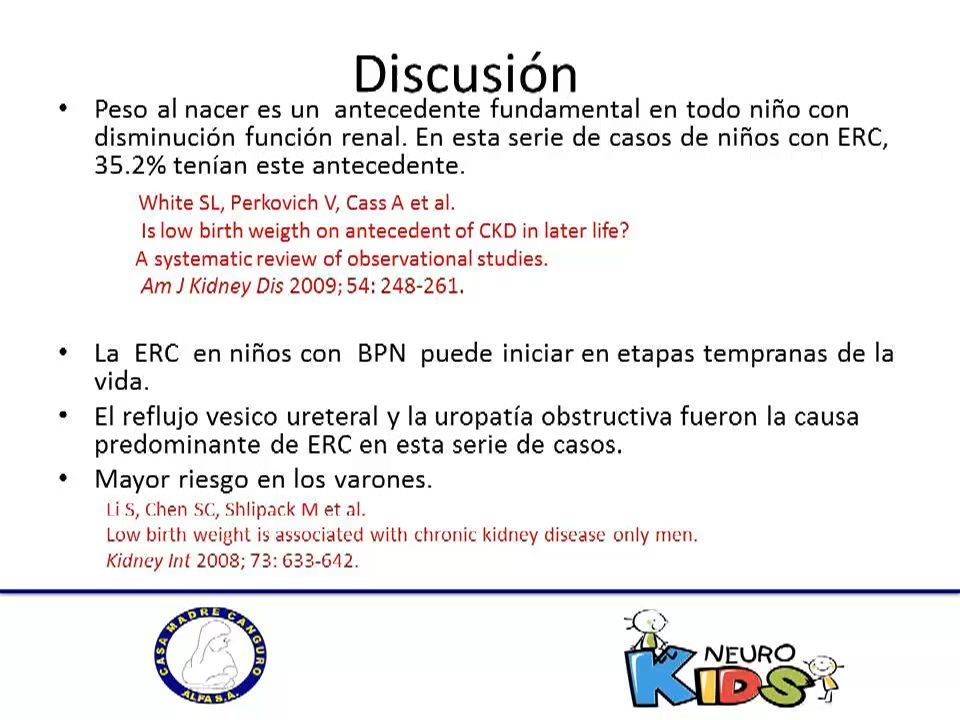 Discusión
• Peso al nacer es un antecedente fundamental en todo niño con
disminución función renal. En esta serie de casos de niños con ERC,
35.2% tenían este antecedente.
White SL, Perkovich V, Cass A et al.
Is low birth weigth on antecedent of CKD in later life?
A systematic review of observational studies.
Am J Kidney Dis 2009; 54: 248-261.
• La ERC en niños con BPN puede iniciar en etapas tempranas de la
vida.
• El reflujo vesico ureteral y la uropatía obstructiva fueron la causa
predominante de ERC en esta serie de casos.
• Mayor riesgo en los varones.
Li S, Chen SC, Shlipack M et al.
Low birth weight is associated with chronic kidney disease only men.
Kidney Int 2008; 73: 633-642.
CASA MADRE CANGURO
ALFA S.A.
NEURO
KIDS